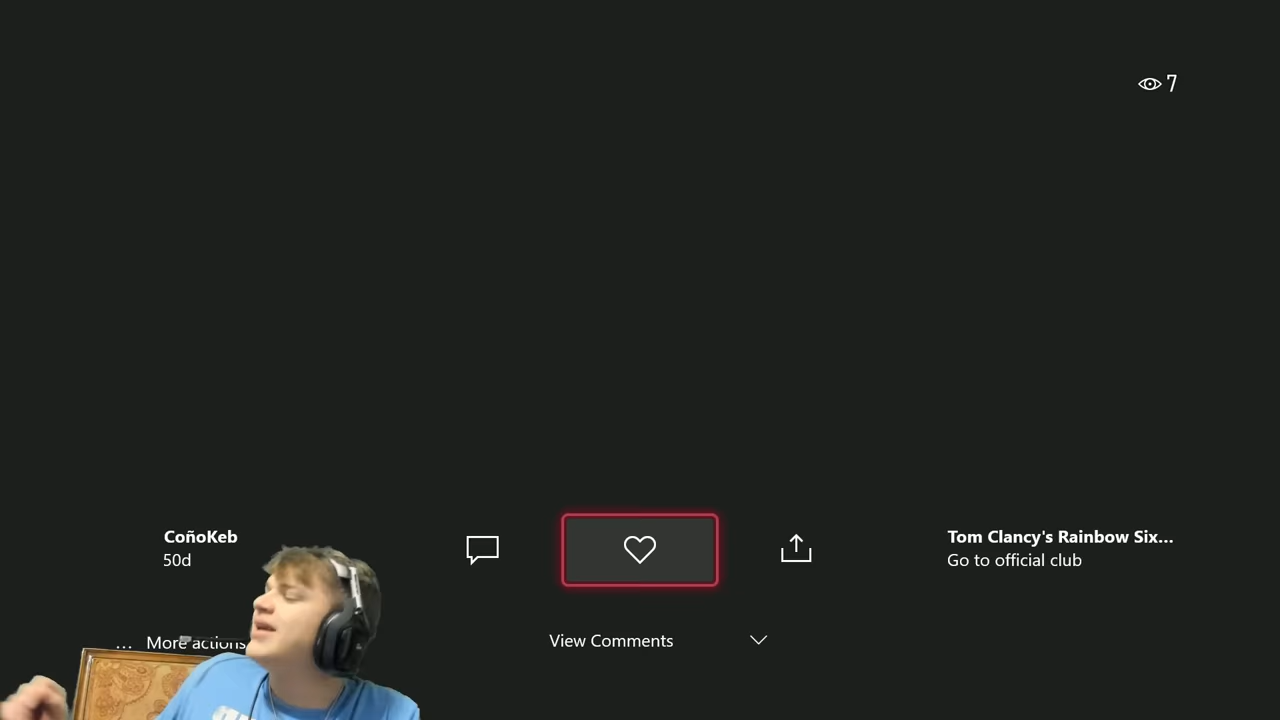 7
CoñoKeb
50d
Tom Clancy's Rainbow Six...
Go to official club
... More actions
View Comments